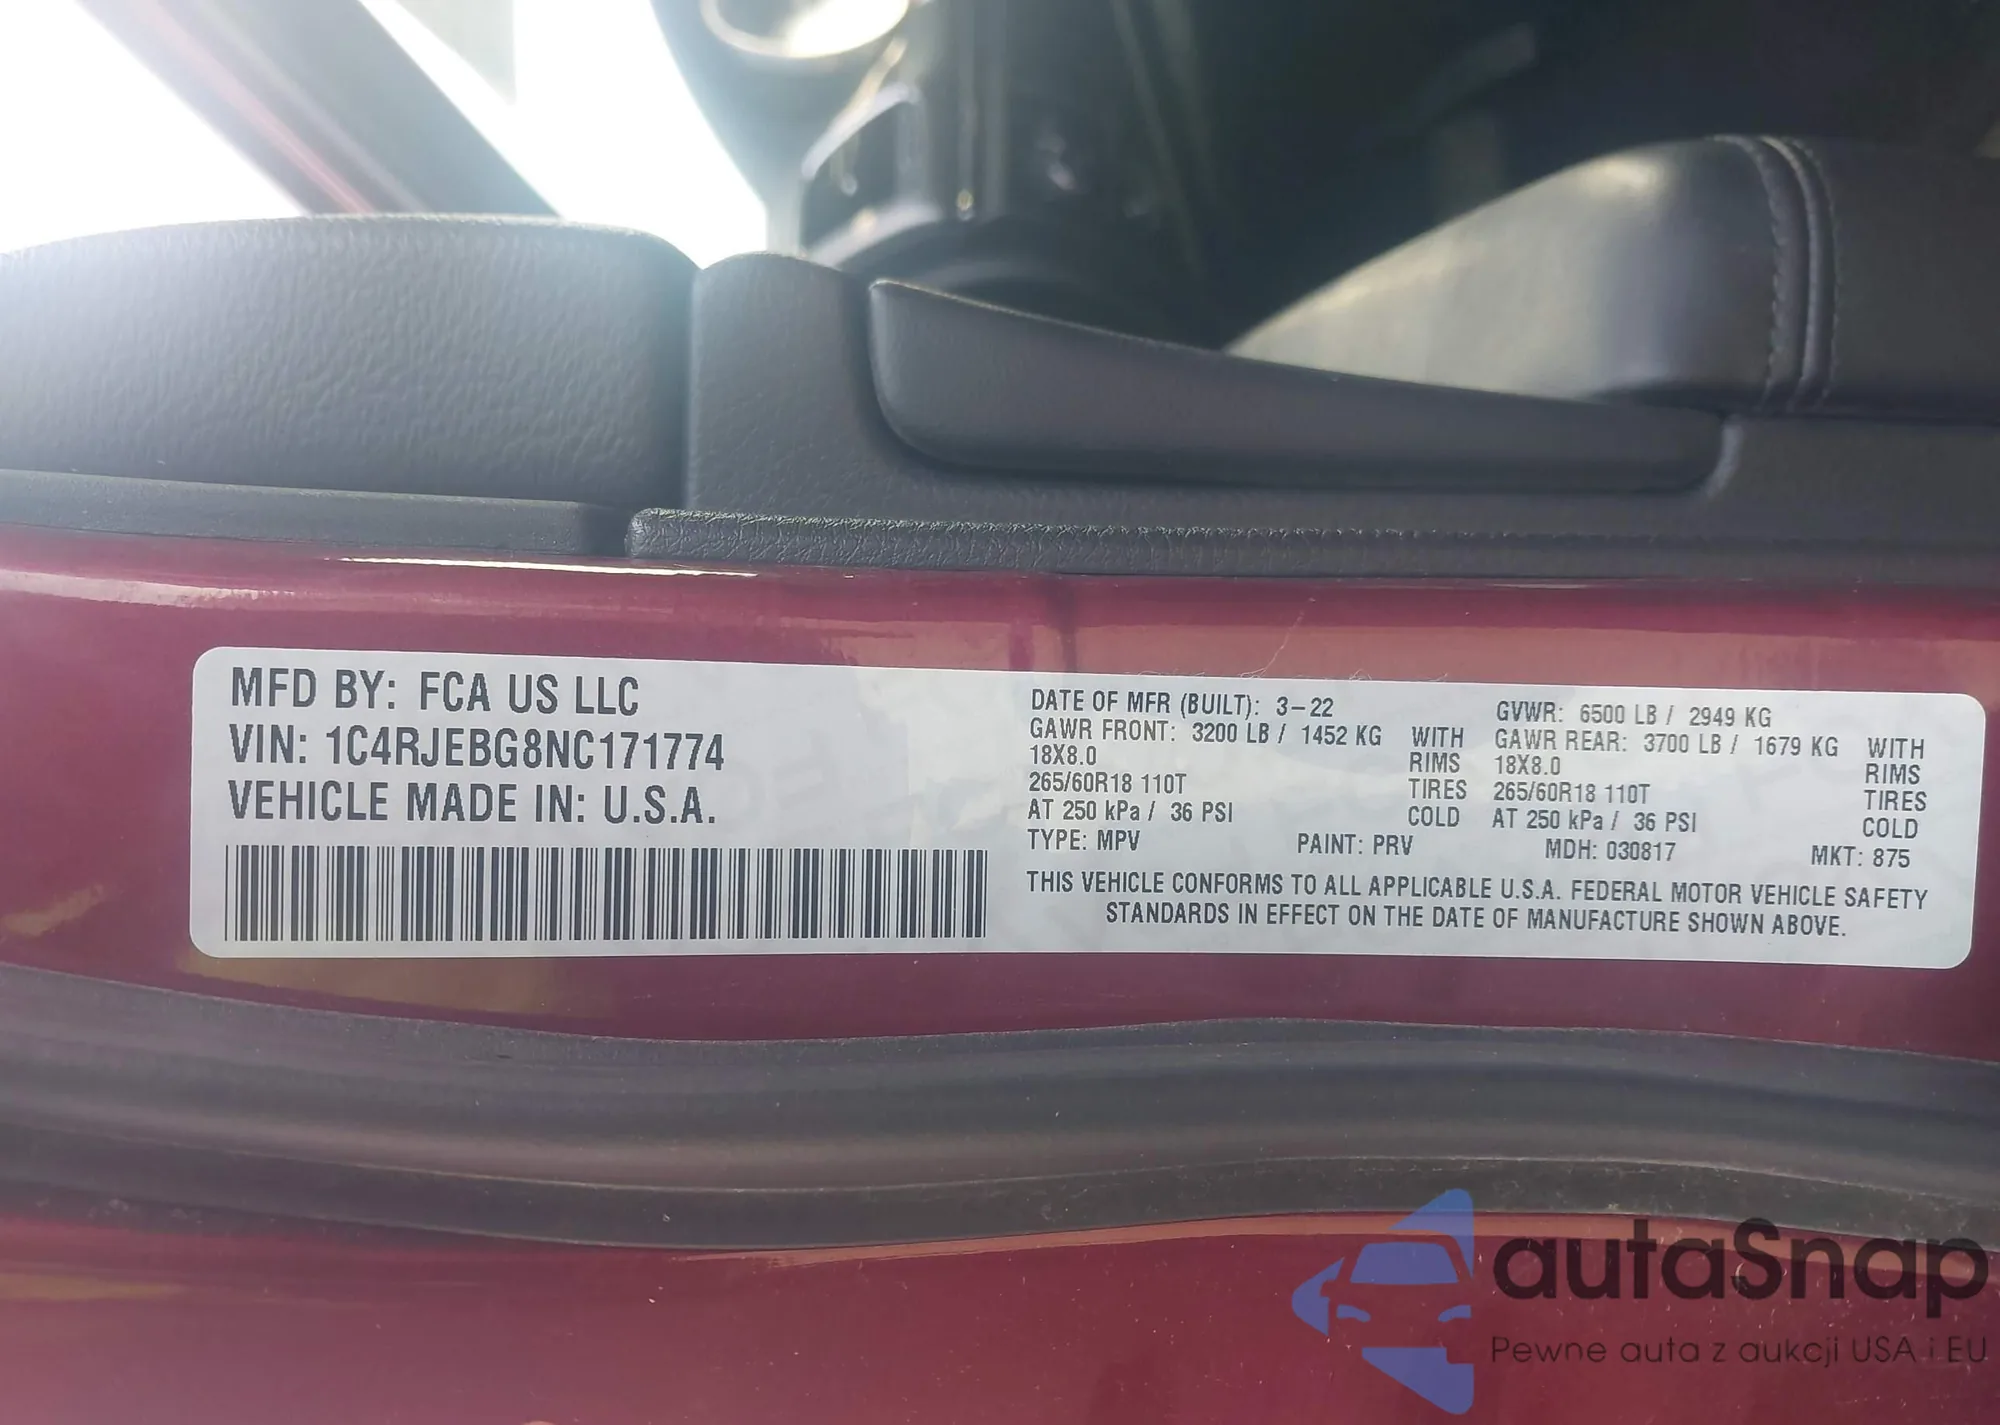 MFD BY: FCA US LLC
VIN: 1C4RJEBG8NC171774
VEHICLE MADE IN: U.S.A.
DATE OF MFR (BUILT): 3-22
GAWR FRONT: 3200 LB / 1452 KG WITH
18X8.0 RIMS
265/60R18 110T TIRES
AT 250 kPa / 36 PSI COLD
GVWR: 6500 LB / 2949 KG
GAWR REAR: 3700 LB / 1679 KG WITH
18X8.0 RIMS
265/60R18 110T TIRES
AT 250 kPa / 36 PSI COLD
TYPE: MPV PAINT: PRV MDH: 030817 MKT: 875
THIS VEHICLE CONFORMS TO ALL APPLICABLE U.S.A. FEDERAL MOTOR VEHICLE SAFETY
STANDARDS IN EFFECT ON THE DATE OF MANUFACTURE SHOWN ABOVE.
autaSnap
Pewne auta z aukcji USA i EU